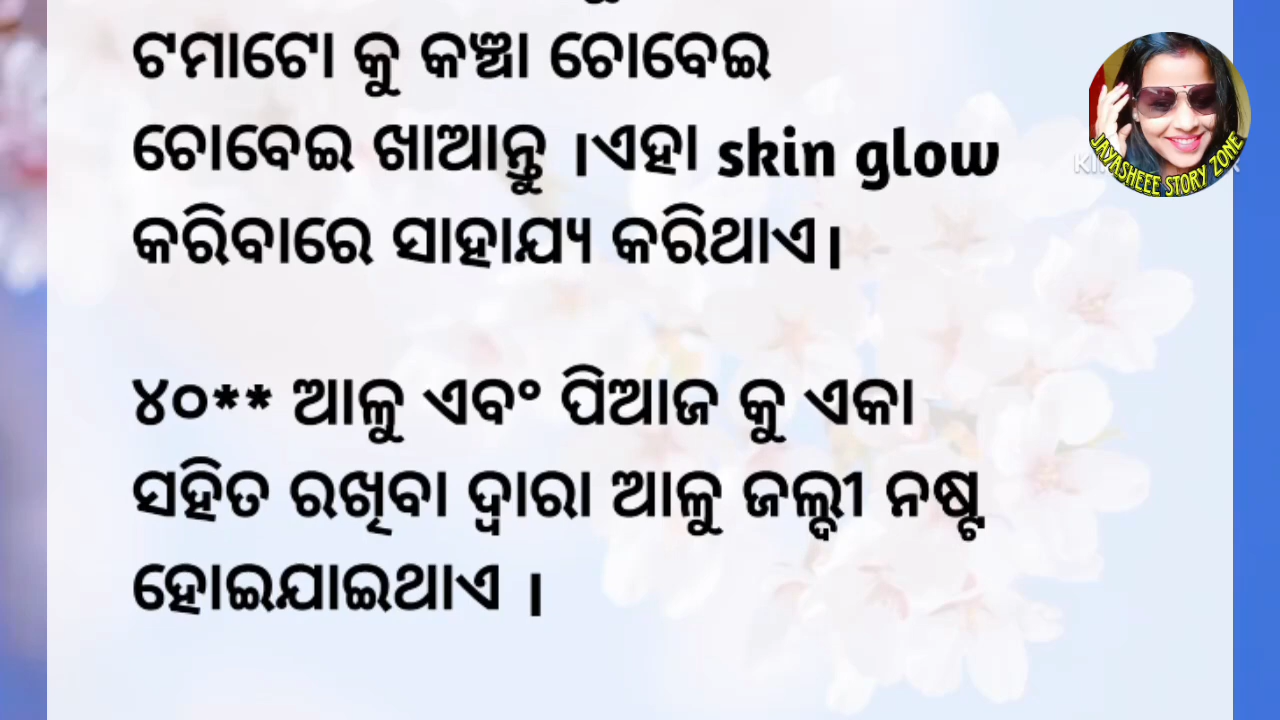 ଟମାଟୋ କୁ କଞ୍ଚା ଚୋବେଇ
ଚୋବେଇ ଖାଆନ୍ତୁ ।ଏହା skin glow
କରିବାରେ ସାହାଯ୍ୟ କରିଥାଏ।
୪୦** ଆଳୁ ଏବଂ ପିଆଜ କୁ ଏକା
ସହିତ ରଖିବା ଦ୍ୱାରା ଆଳୁ ଜଲ୍ଦୀ ନଷ୍ଟ
ହୋଇଯାଇଥାଏ ।
JAYASHEEE STORY ZONE